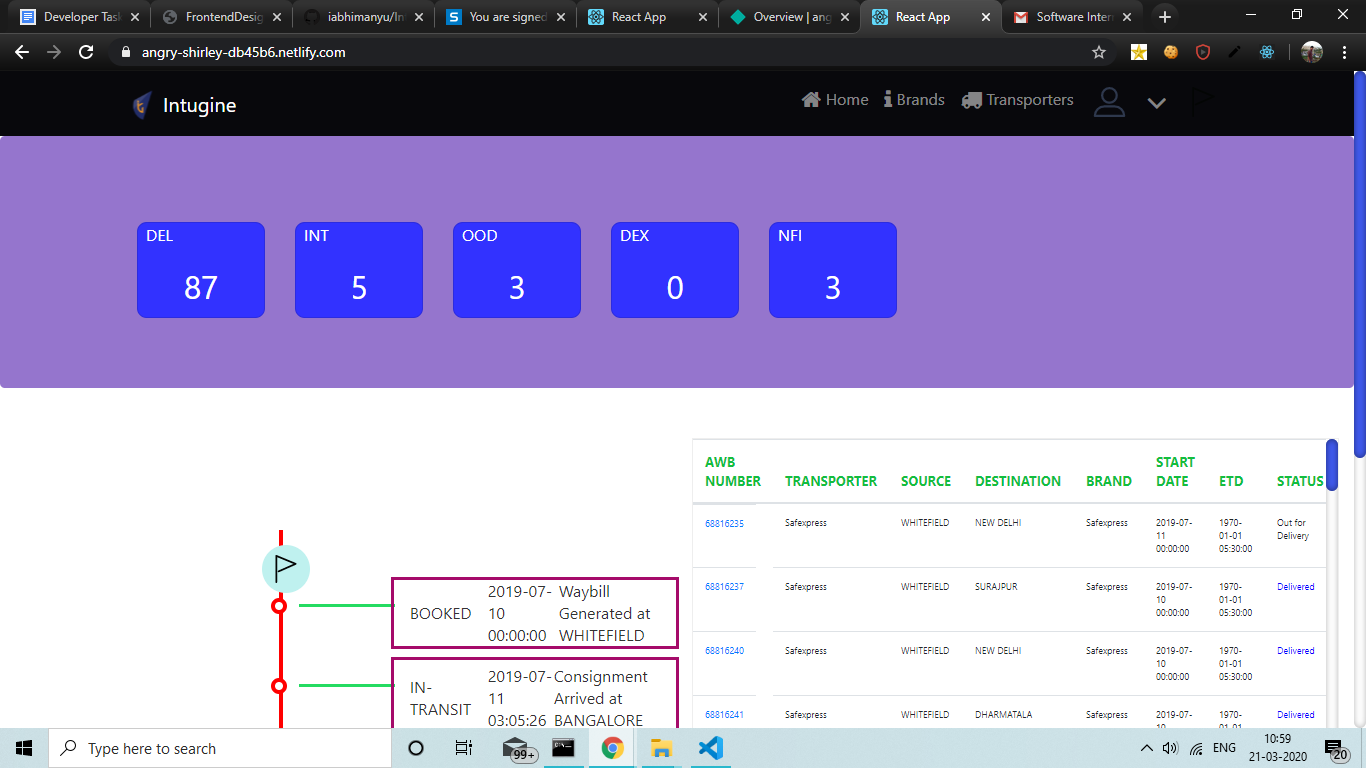 Developer Task
FrontendDesig
iabhimanyu/Int
You are signed
React App
Overview | ang
React App
Software Inter
angry-shirley-db45b6.netlify.com
Intugine
Home
Brands
Transporters
DEL
87
INT
5
OOD
3
DEX
0
NFI
3
BOOKED
2019-07-
10
00:00:00
Waybill
Generated at
WHITEFIELD
IN-
TRANSIT
2019-07-
11
03:05:26
Consignment
Arrived at
BANGALORE
AWB
NUMBER
TRANSPORTER
SOURCE
DESTINATION
BRAND
START
DATE
ETD
STATUS
68816235
Safexpress
WHITEFIELD
NEW DELHI
Safexpress
2019-07-
11
00:00:00
1970-
01-01
05:30:00
Out for
Delivery
68816237
Safexpress
WHITEFIELD
SURAJPUR
Safexpress
2019-07-
10
00:00:00
1970-
01-01
05:30:00
Delivered
68816240
Safexpress
WHITEFIELD
NEW DELHI
Safexpress
2019-07-
10
00:00:00
1970-
01-01
05:30:00
Delivered
68816241
Safexpress
WHITEFIELD
DHARMATALA
Safexpress
2019-07-
10
1970-
01-01
Delivered
Type here to search
99+
ENG
10:59
21-03-2020
20